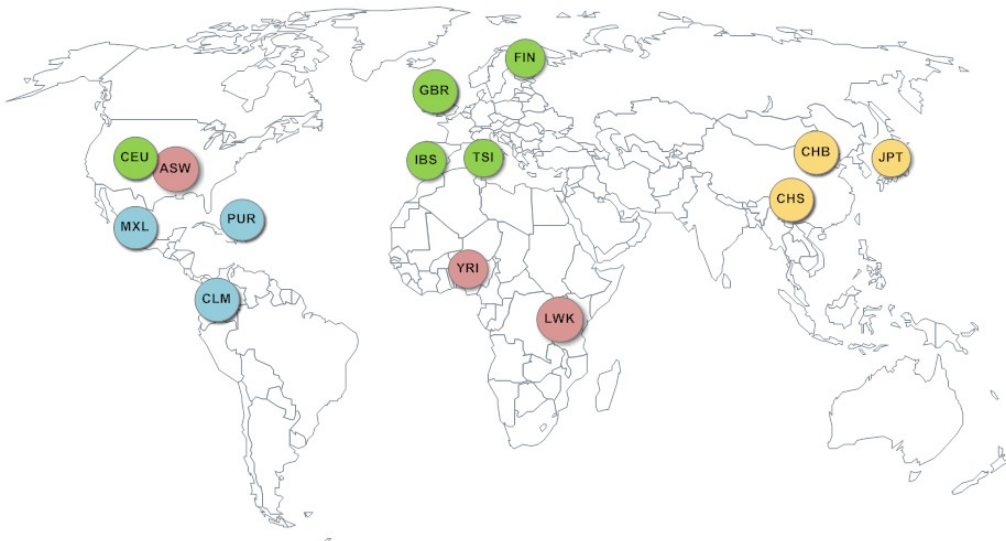 FIN
GBR
CEU
ASW
IBS
TSI
CHB
JPT
CHS
MXL
PUR
YRI
CLM
LWK